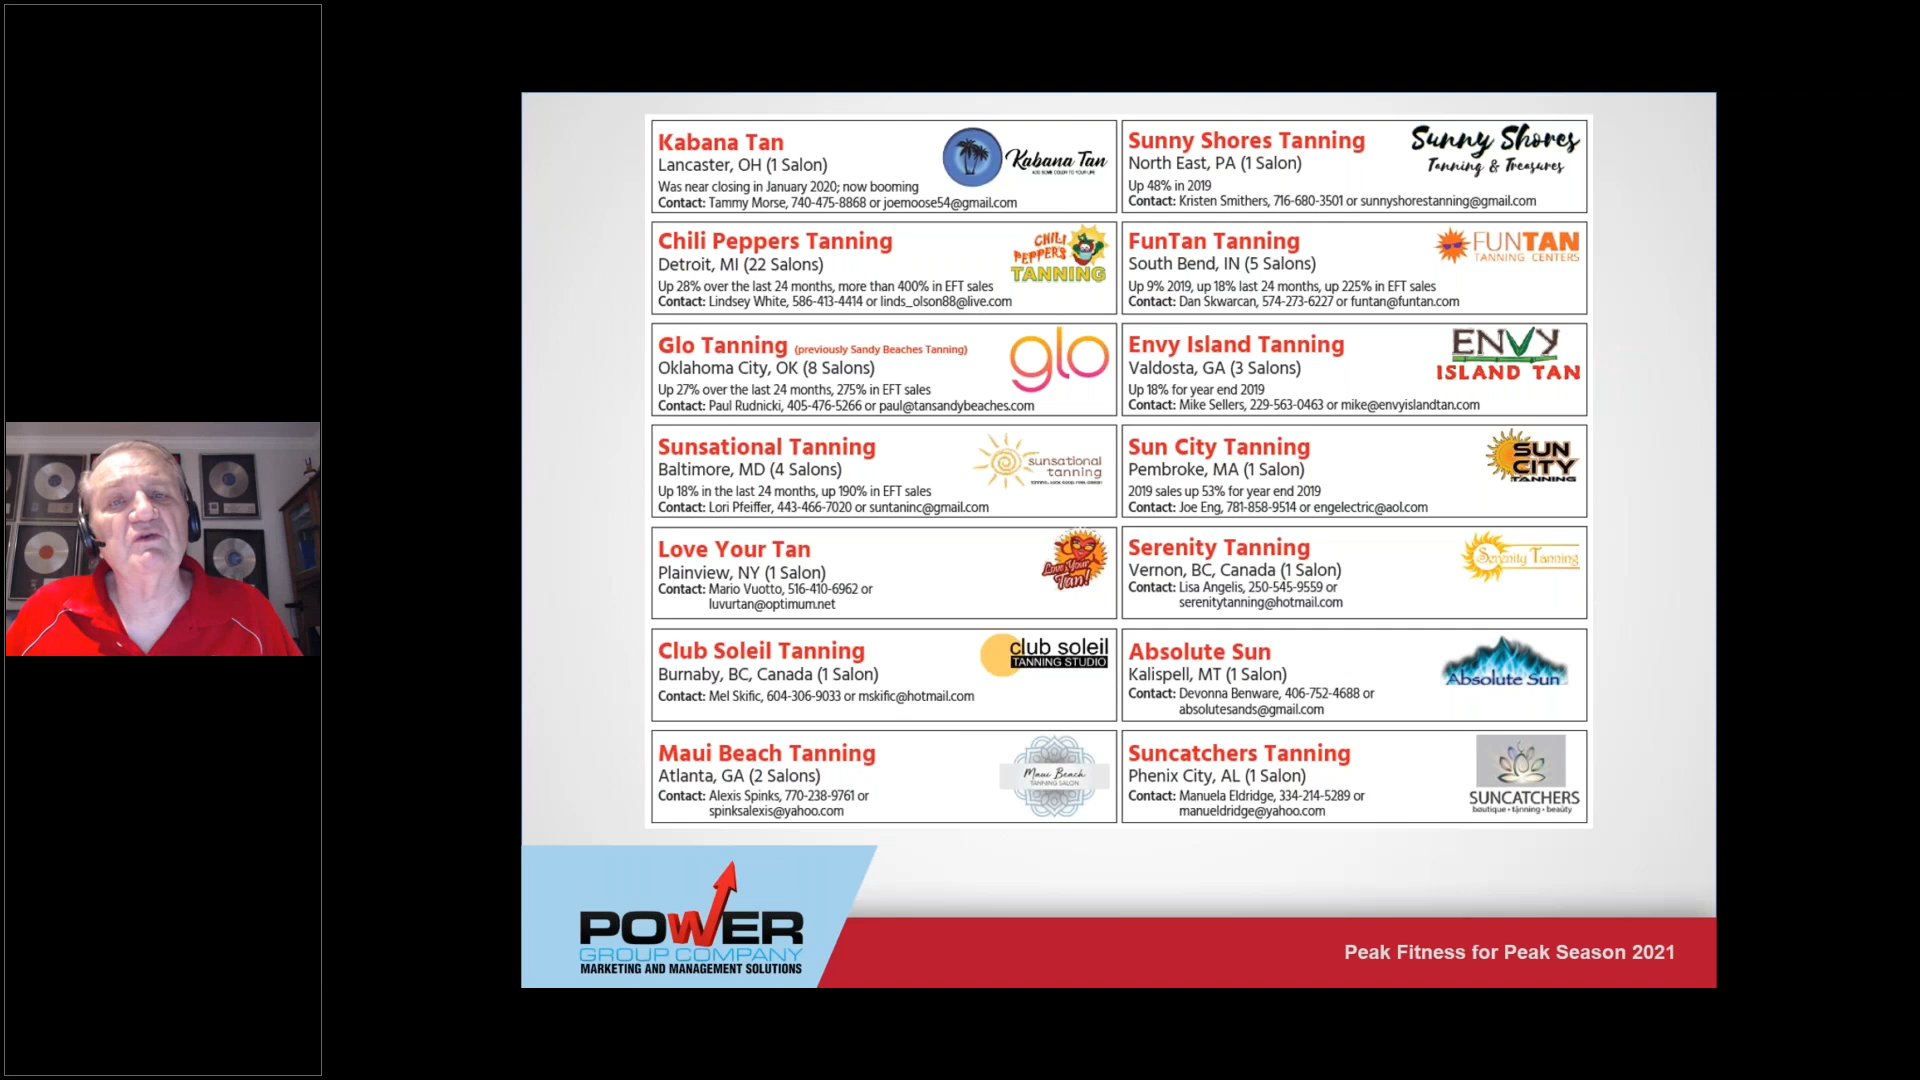 Kabana Tan
Lancaster, OH (1 Salon)
Was near closing in January 2020; now booming
Contact: Tammy Morse, 740-475-8868 or joemoose54@gmail.com
Kabana Tan
ADD SOME COLOR TO YOUR LIFE
Sunny Shores Tanning
North East, PA (1 Salon)
Up 48% in 2019
Contact: Kristen Smithers, 716-680-3501 or sunnyshorestanning@gmail.com
Sunny Shores
Tanning & Treasures
Chili Peppers Tanning
Detroit, MI (22 Salons)
Up 28% over the last 24 months, more than 400% in EFT sales
Contact: Lindsey White, 586-413-4414 or linds_olson88@live.com
CHILI
PEPPER'S
TANNING
FunTan Tanning
South Bend, IN (5 Salons)
Up 9% 2019, up 18% last 24 months, up 225% in EFT sales
Contact: Dan Skwarcan, 574-273-6227 or funtan@funtan.com
FUNTAN
TANNING CENTERS
Glo Tanning (previously Sandy Beaches Tanning)
Oklahoma City, OK (8 Salons)
Up 27% over the last 24 months, 275% in EFT sales
Contact: Paul Rudnicki, 405-476-5266 or paul@tansandybeaches.com
glo
Envy Island Tanning
Valdosta, GA (3 Salons)
Up 18% for year end 2019
Contact: Mike Sellers, 229-563-0463 or mike@envyislandtan.com
ENVY
ISLAND TAN
Sunsational Tanning
Baltimore, MD (4 Salons)
Up 18% in the last 24 months, up 190% in EFT sales
Contact: Lori Pfeiffer, 443-466-7020 or suntaninc@gmail.com
sunsational
tanning
Sun City Tanning
Pembroke, MA (1 Salon)
2019 sales up 53% for year end 2019
Contact: Joe Eng, 781-858-9514 or engelectric@aol.com
SUN
CITY
TANNING
Love Your Tan
Plainview, NY (1 Salon)
Contact: Mario Vuotto, 516-410-6962 or
luvurtan@optimum.net
Love Your
Tan!
Serenity Tanning
Vernon, BC, Canada (1 Salon)
Contact: Lisa Angelis, 250-545-9559 or
serenitytanning@hotmail.com
Serenity Tanning
Club Soleil Tanning
Burnaby, BC, Canada (1 Salon)
Contact: Mel Skific, 604-306-9033 or mskific@hotmail.com
club soleil
TANNING STUDIO
Absolute Sun
Kalispell, MT (1 Salon)
Contact: Devonna Benware, 406-752-4688 or
absolutesands@gmail.com
Absolute Sun
Maui Beach Tanning
Atlanta, GA (2 Salons)
Contact: Alexis Spinks, 770-238-9761 or
spinksalexis@yahoo.com
Maui Beach
TANNING SALON
Suncatchers Tanning
Phenix City, AL (1 Salon)
Contact: Manuela Eldridge, 334-214-5289 or
manueldridge@yahoo.com
SUNCATCHERS
boutique • tanning • beauty
POWER
GROUP COMPANY
MARKETING AND MANAGEMENT SOLUTIONS
Peak Fitness for Peak Season 2021